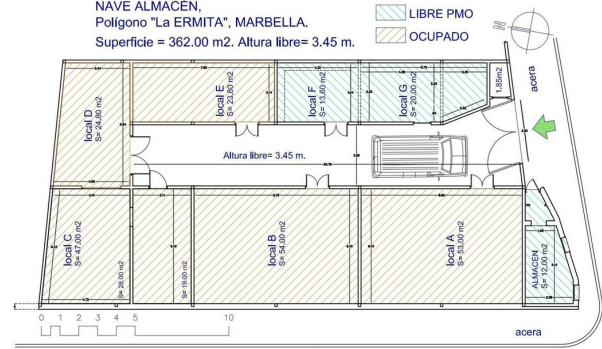 NAVE ALMACÉN,
Polígono "La ERMITA", MARBELLA.
Superficie = 362.00 m2. Altura libre= 3.45 m.
LIBRE PMO
OCUPADO
acera
1,85m2
local D
S= 24,80 m2
local E
S= 23,80 m2
local F
S= 13,60 m2
local G
S= 20,00 m2
Altura libre= 3.45 m.
local C
S= 47,00 m2
S= 28,00 m2
S= 19,00 m2
local B
S= 54,00 m2
local A
S= 53,00 m2
ALMACEN
S= 12,00 m2
0 1 2 3 4 5 10
acera